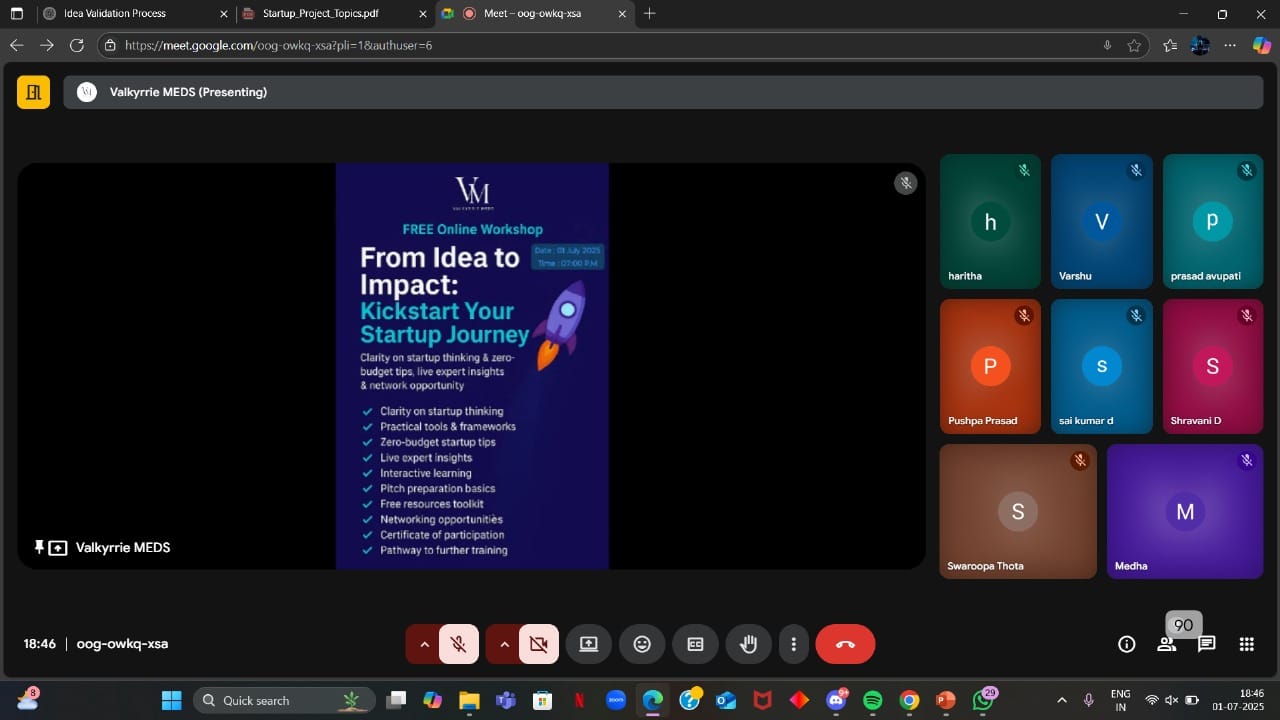 Idea Validation Process
Startup_Project_Topics.pdf
Meet – oog-owkq-xsa
https://meet.google.com/oog-owkq-xsa?pli=1&authuser=6
VM
Valkyrrie MEDS (Presenting)
VM
VALKYRRIE MEDS
FREE Online Workshop
From Idea to
Impact:
Date : 01 July 2025
Time : 07:00 P.M
Kickstart Your
Startup Journey
Clarity on startup thinking & zero-
budget tips, live expert insights
& network opportunity
Clarity on startup thinking
Practical tools & frameworks
Zero-budget startup tips
Live expert insights
Interactive learning
Pitch preparation basics
Free resources toolkit
Networking opportunities
Certificate of participation
Pathway to further training
Valkyrrie MEDS
h
haritha
V
Varshu
p
prasad avupati
P
Pushpa Prasad
s
sai kumar d
S
Shravani D
S
Swaroopa Thota
M
Medha
18:46 | oog-owkq-xsa
90
8
Quick search
zoom
9+
29
ENG
IN
18:46
01-07-2025